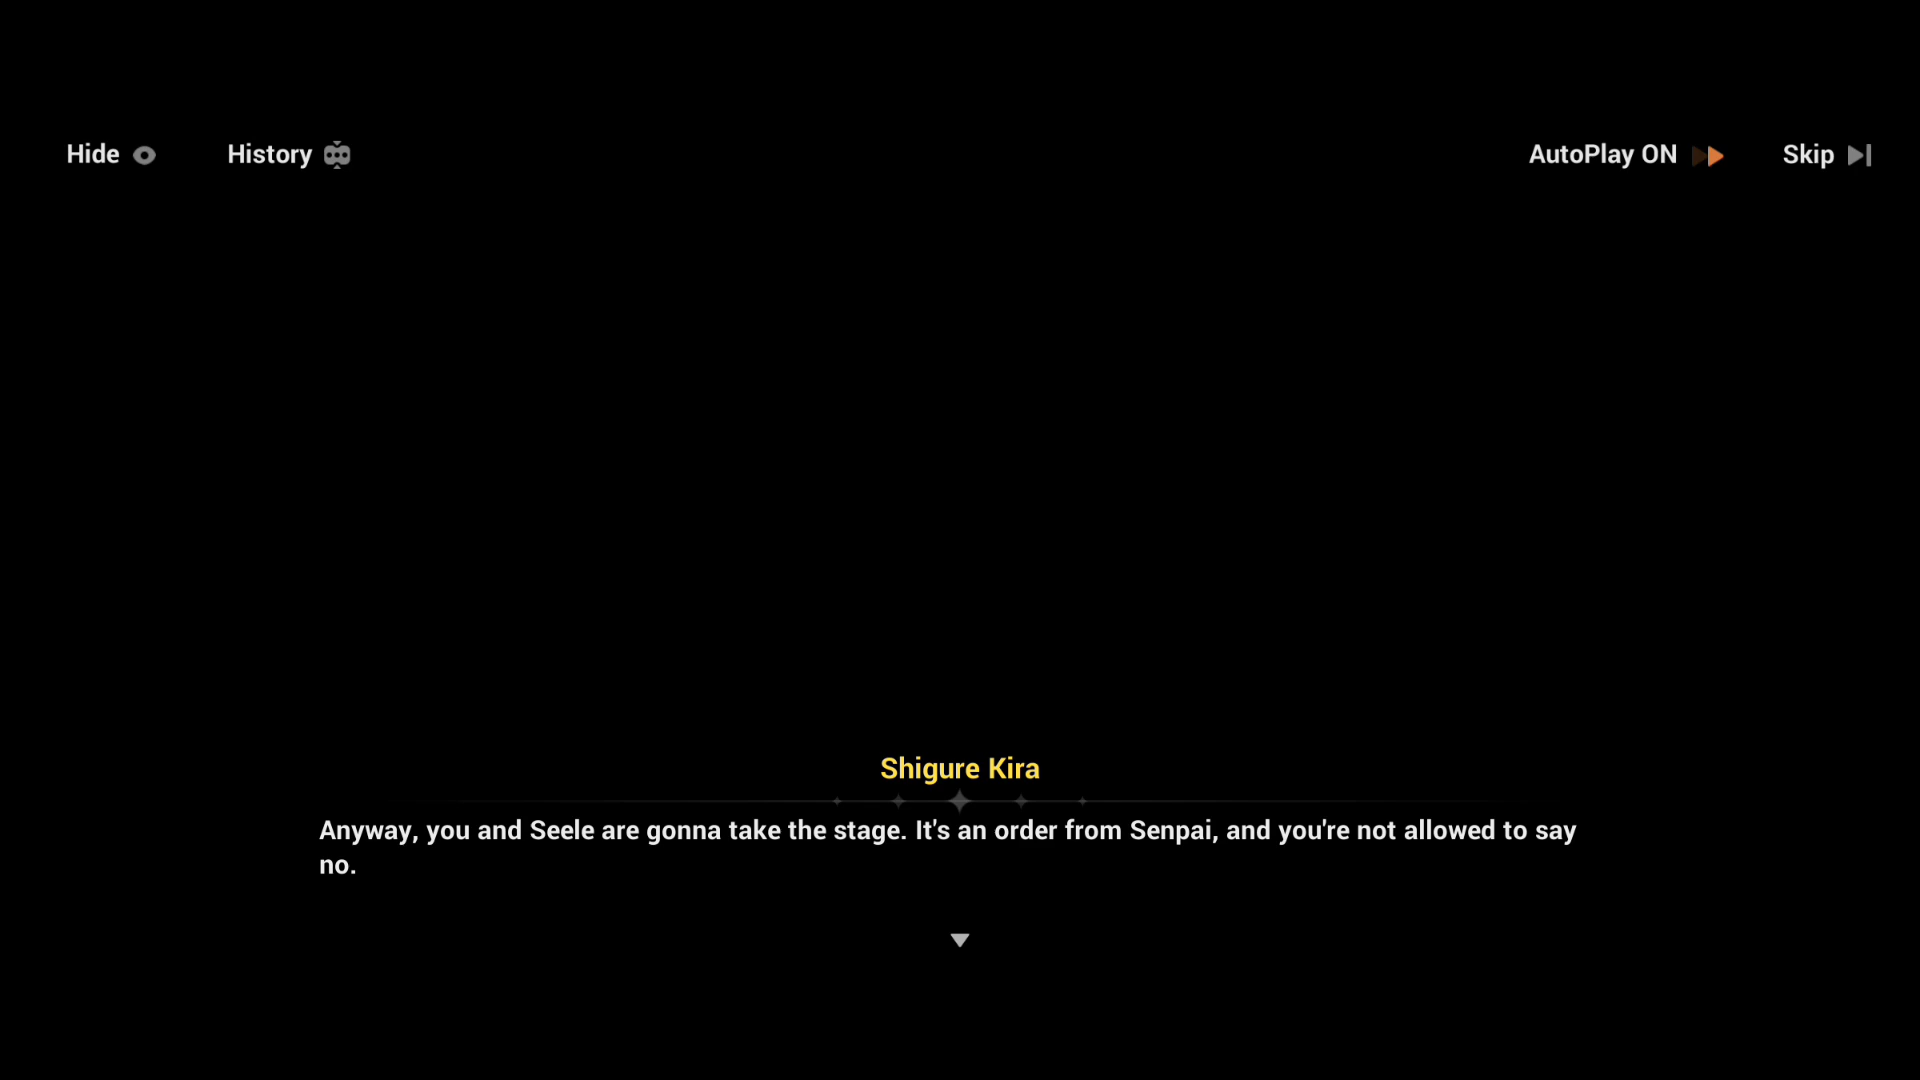 Hide
History
AutoPlay ON
Skip
Shigure Kira
Anyway, you and Seele are gonna take the stage. It's an order from Senpai, and you're not allowed to say
no.